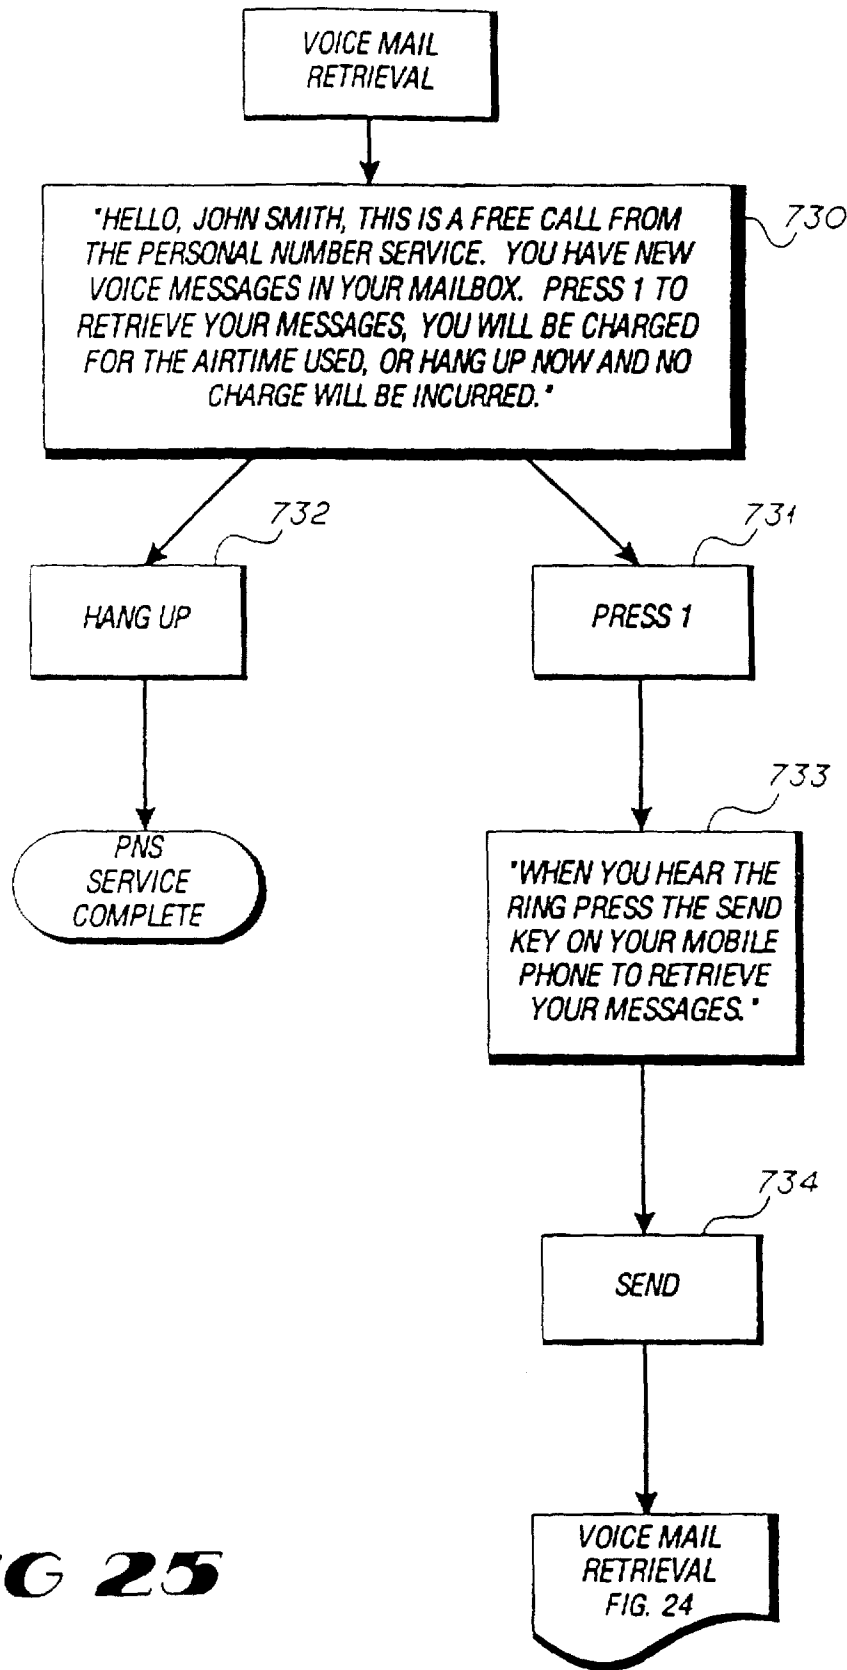 VOICE MAIL
RETRIEVAL
"HELLO, JOHN SMITH, THIS IS A FREE CALL FROM
THE PERSONAL NUMBER SERVICE. YOU HAVE NEW
VOICE MESSAGES IN YOUR MAILBOX. PRESS 1 TO
RETRIEVE YOUR MESSAGES, YOU WILL BE CHARGED
FOR THE AIRTIME USED, OR HANG UP NOW AND NO
CHARGE WILL BE INCURRED."
730
732
HANG UP
731
PRESS 1
PNS
SERVICE
COMPLETE
733
"WHEN YOU HEAR THE
RING PRESS THE SEND
KEY ON YOUR MOBILE
PHONE TO RETRIEVE
YOUR MESSAGES."
734
SEND
VOICE MAIL
RETRIEVAL
FIG. 24
G 25